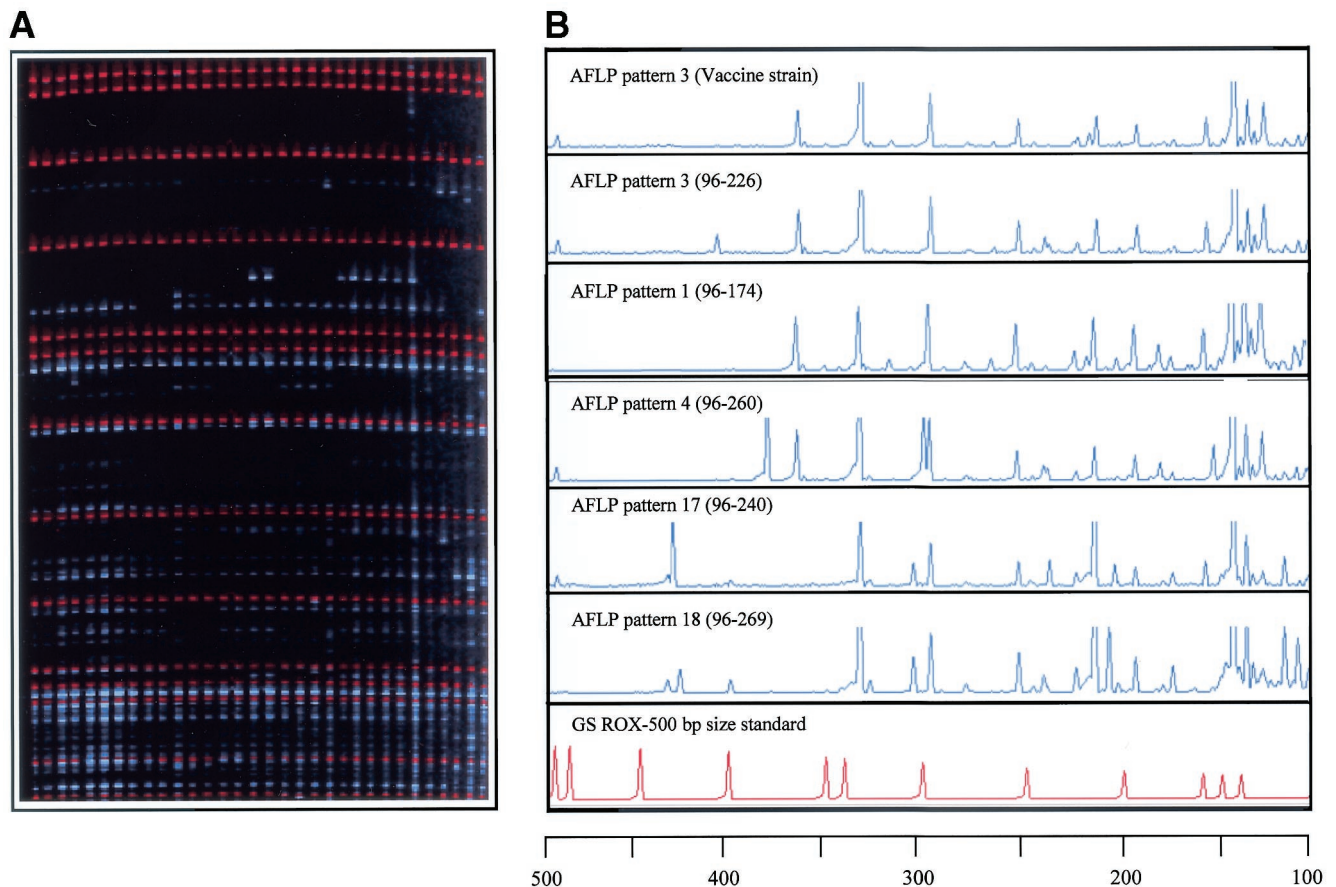 A
B
AFLP pattern 3 (Vaccine strain)
AFLP pattern 3 (96-226)
AFLP pattern 1 (96-174)
AFLP pattern 4 (96-260)
AFLP pattern 17 (96-240)
AFLP pattern 18 (96-269)
GS ROX-500 bp size standard
500 400 300 200 100